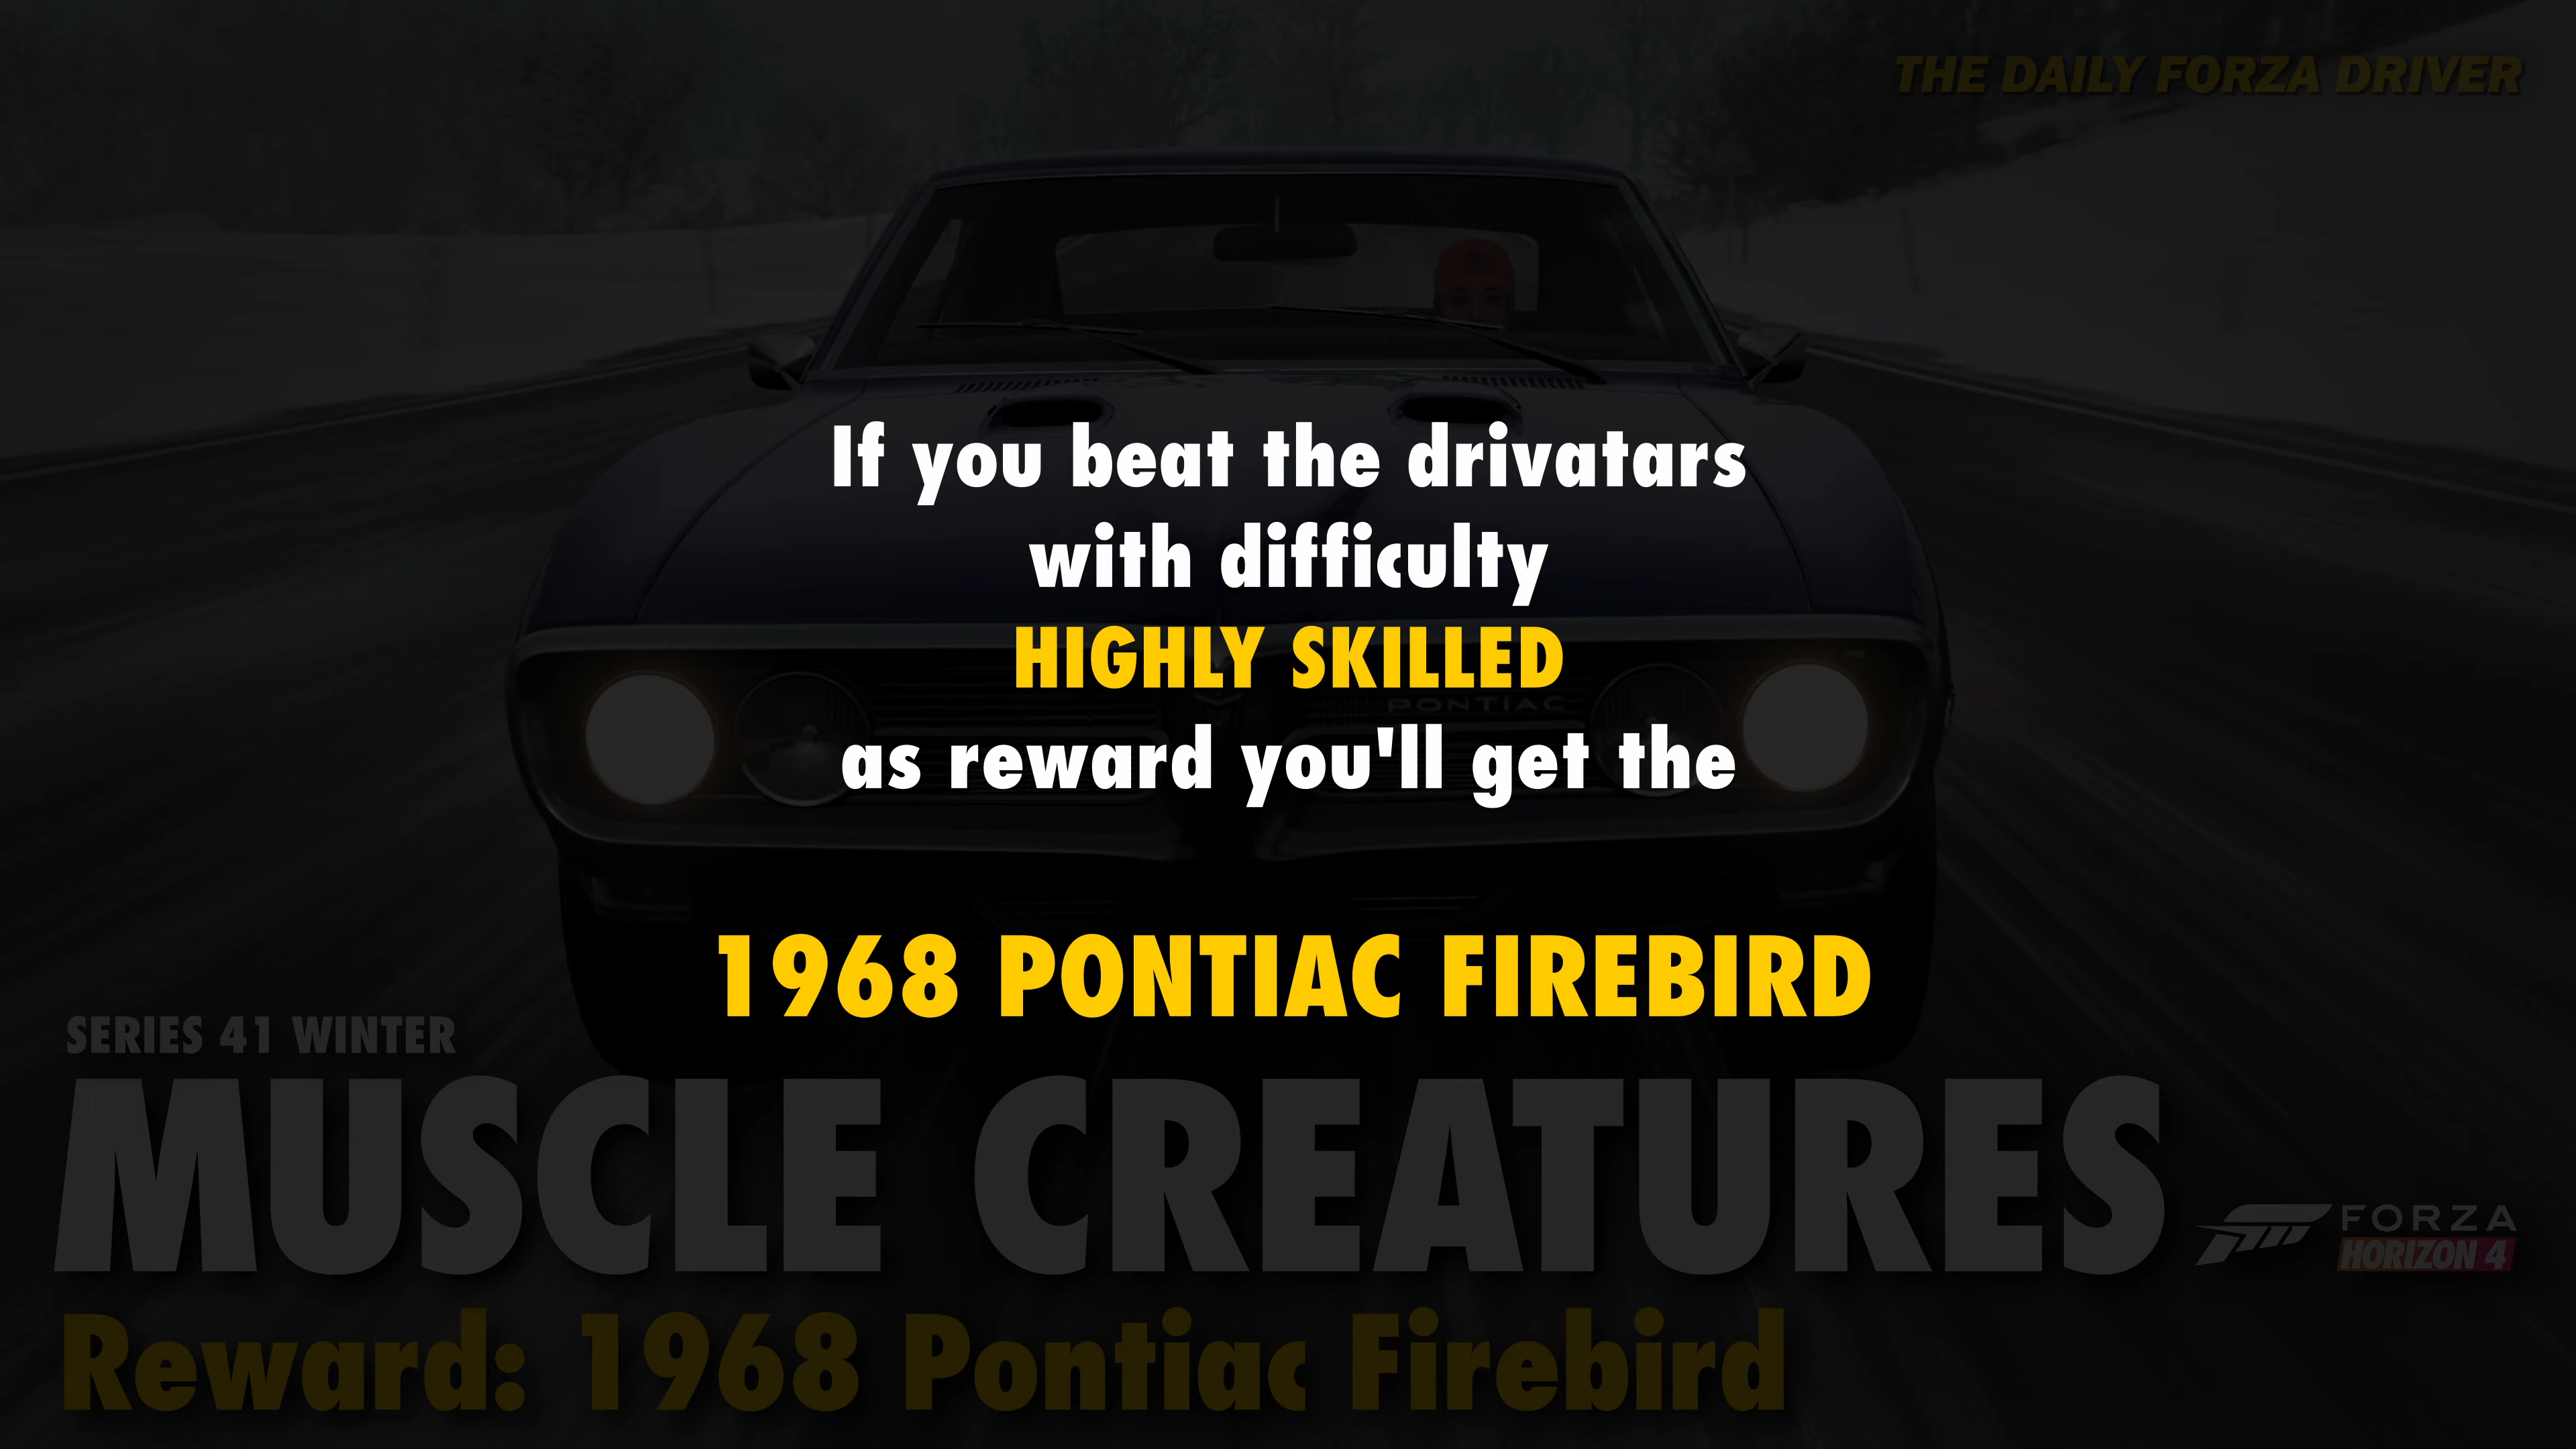 THE DAILY FORZA DRIVER
If you beat the drivatars
with difficulty
HIGHLY SKILLED
as reward you'll get the
PONTIAC
1968 PONTIAC FIREBIRD
SERIES 41 WINTER
MUSCLE CREATURES
FORZA
HORIZON 4
Reward: 1968 Pontiac Firebird